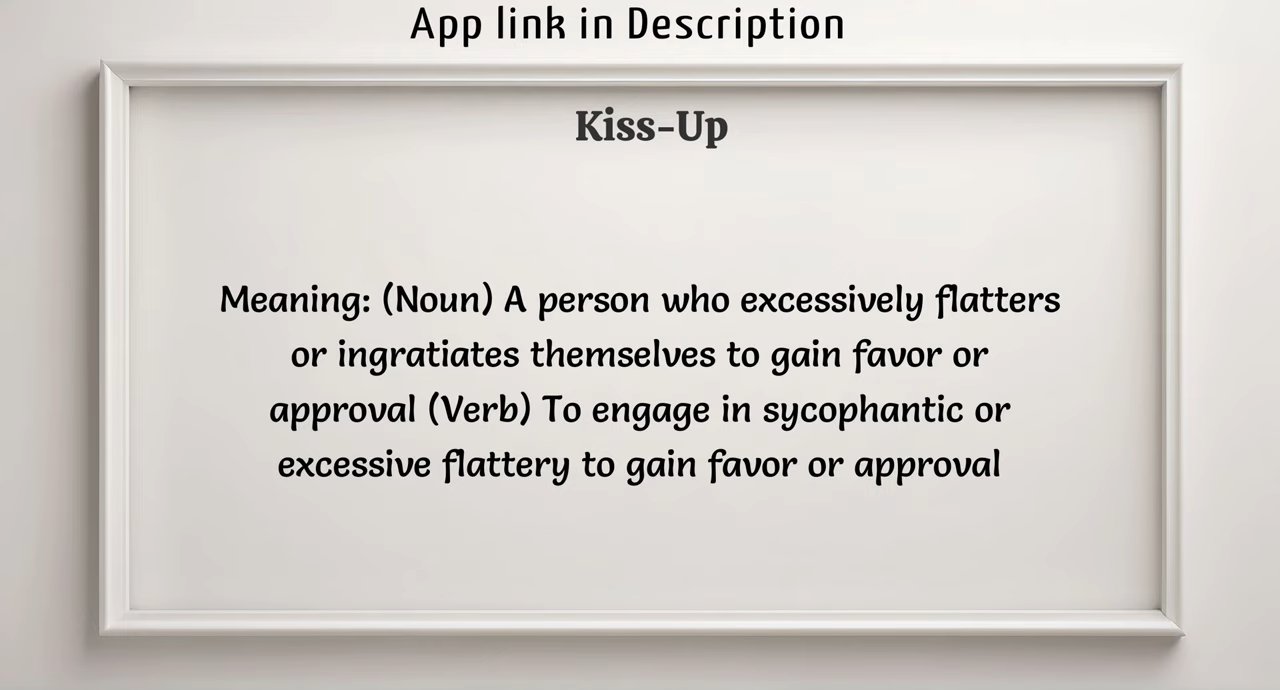 App link in Description
Kiss-Up
Meaning: (Noun) A person who excessively flatters
or ingratiates themselves to gain favor or
approval (Verb) To engage in sycophantic or
excessive flattery to gain favor or approval